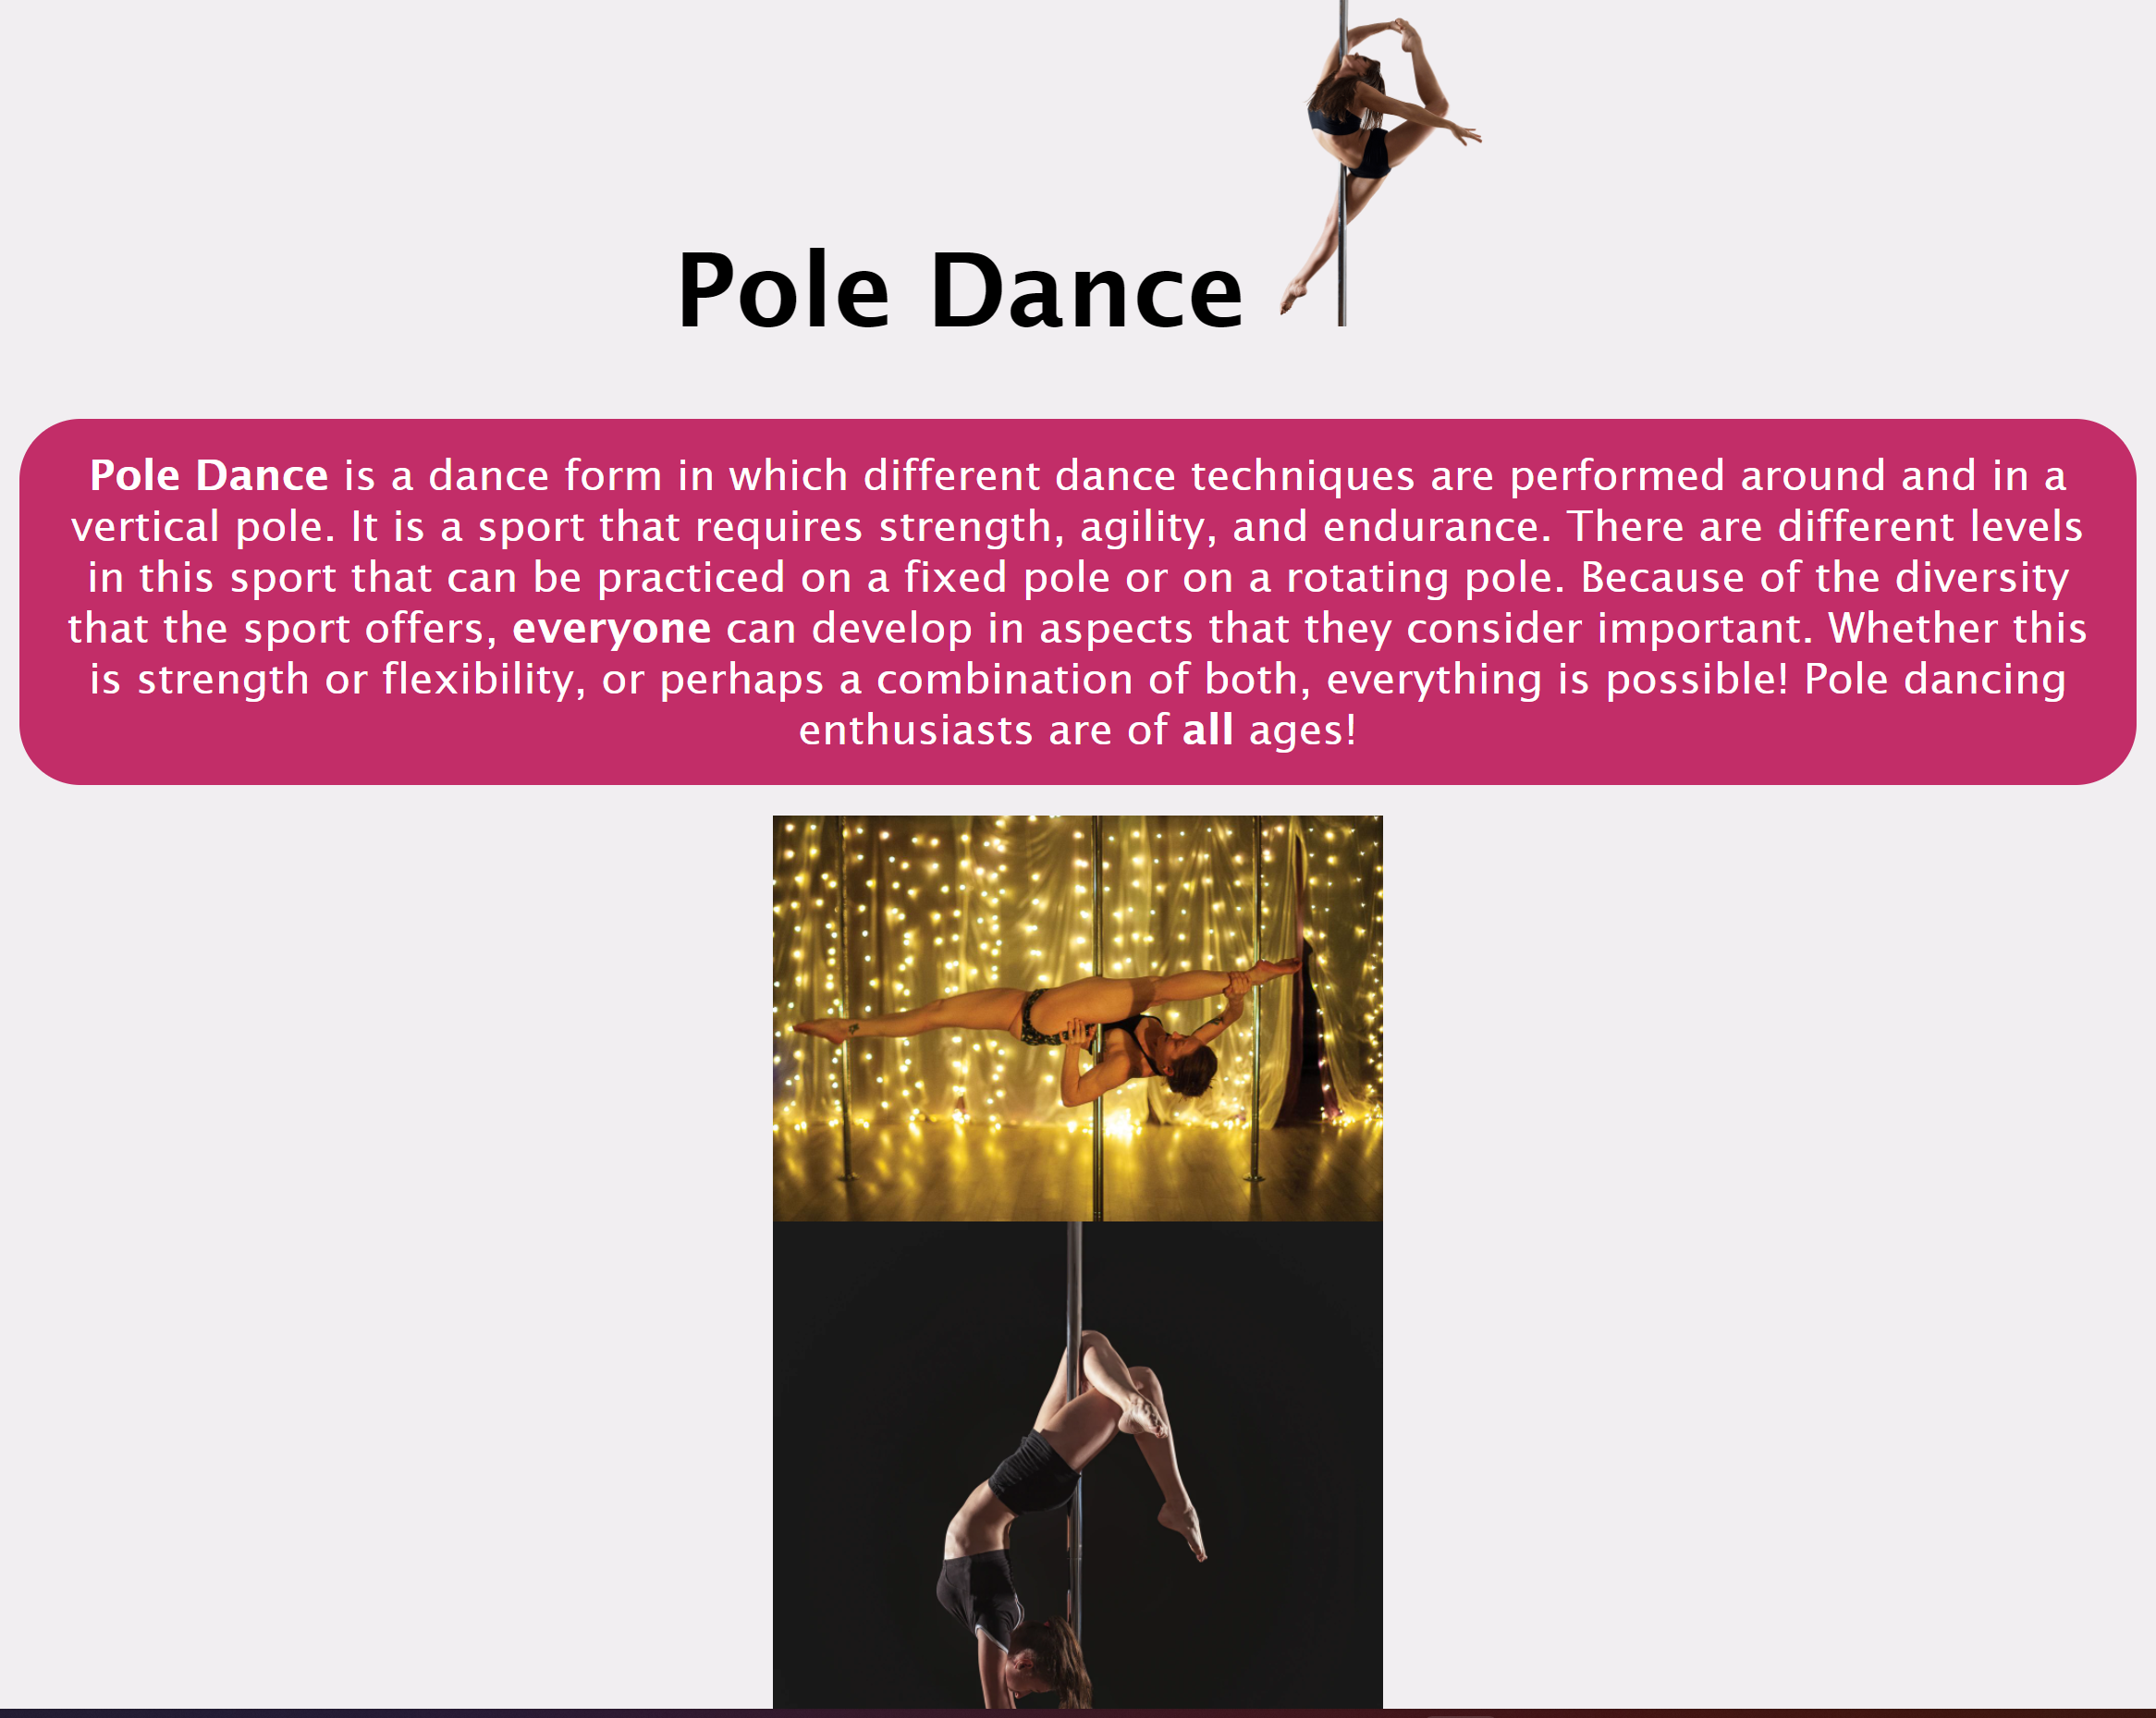 Pole Dance
Pole Dance is a dance form in which different dance techniques are performed around and in a
vertical pole. It is a sport that requires strength, agility, and endurance. There are different levels
in this sport that can be practiced on a fixed pole or on a rotating pole. Because of the diversity
that the sport offers, everyone can develop in aspects that they consider important. Whether this
is strength or flexibility, or perhaps a combination of both, everything is possible! Pole dancing
enthusiasts are of all ages!